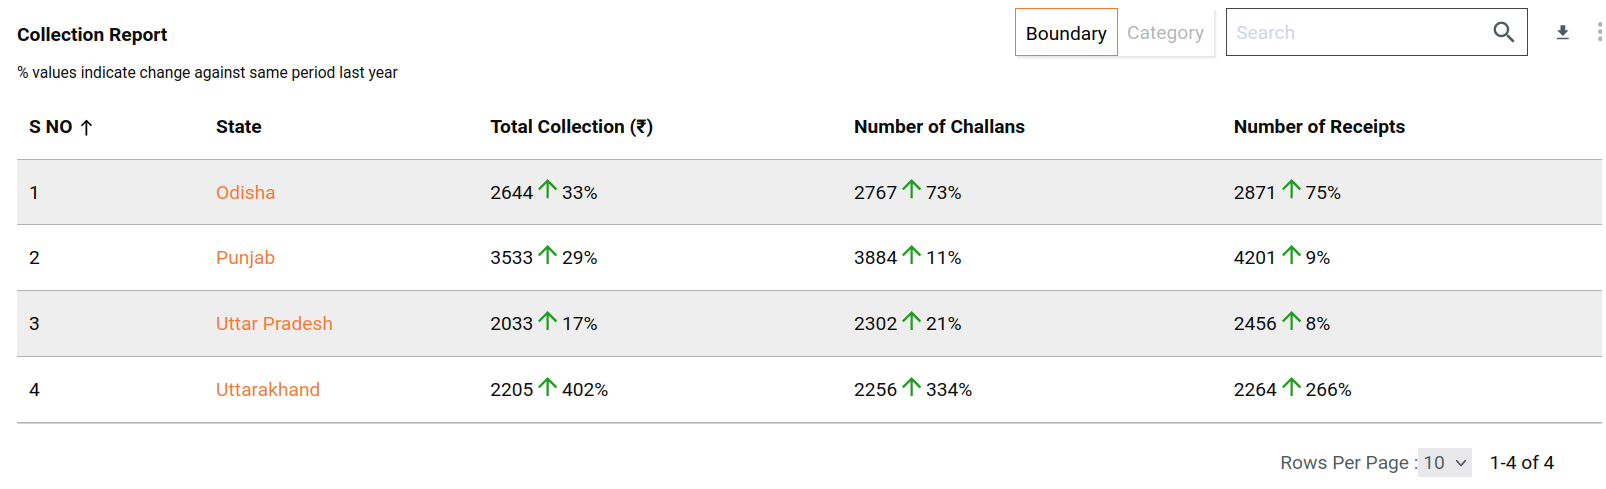 Collection Report
Boundary Category Search
% values indicate change against same period last year
S NO ↑ State Total Collection (₹) Number of Challans Number of Receipts
1 Odisha 2644 ↑ 33% 2767 ↑ 73% 2871 ↑ 75%
2 Punjab 3533 ↑ 29% 3884 ↑ 11% 4201 ↑ 9%
3 Uttar Pradesh 2033 ↑ 17% 2302 ↑ 21% 2456 ↑ 8%
4 Uttarakhand 2205 ↑ 402% 2256 ↑ 334% 2264 ↑ 266%
Rows Per Page : 10 1-4 of 4